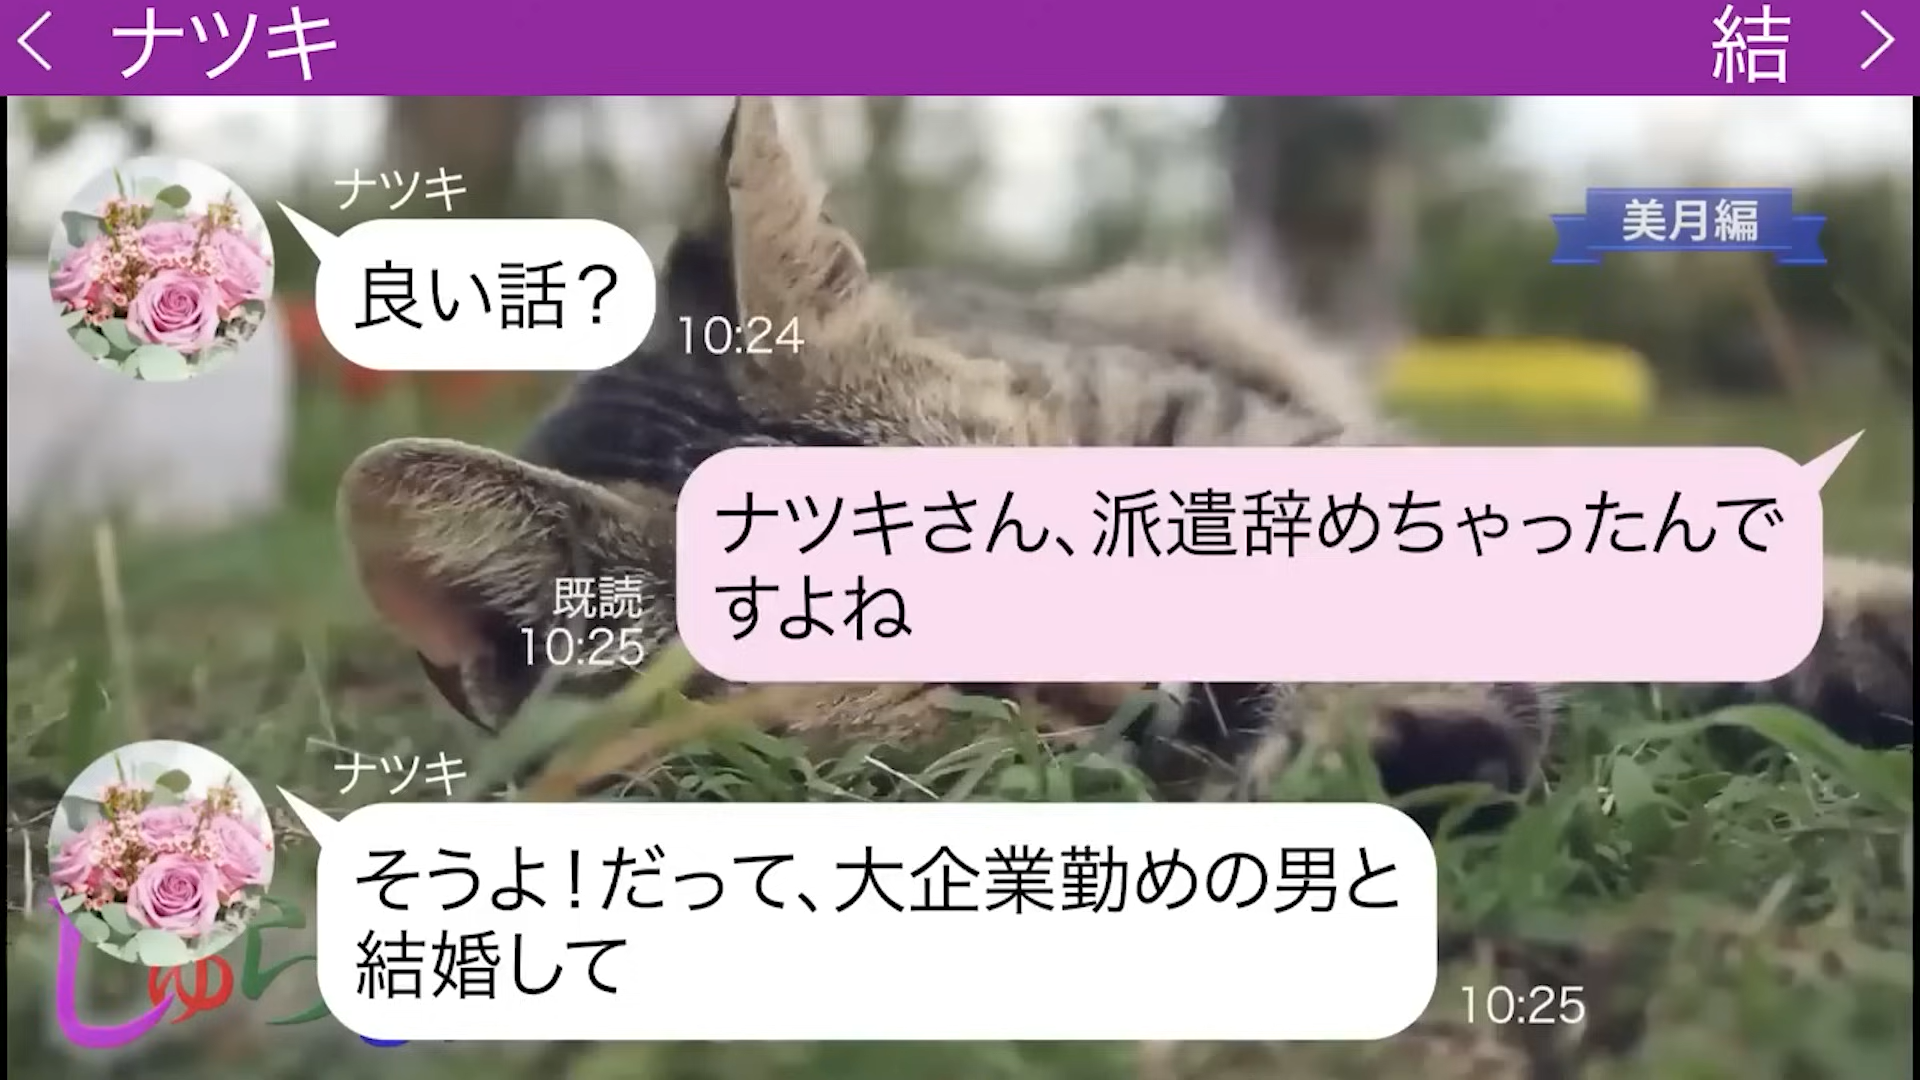 ナツキ
結
美月編
ナツキ
良い話？
10:24
ナツキさん、派遣辞めちゃったんで
すよね
既読
10:25
ナツキ
そうよ！だって、大企業勤めの男と
結婚して
10:25
しゅら